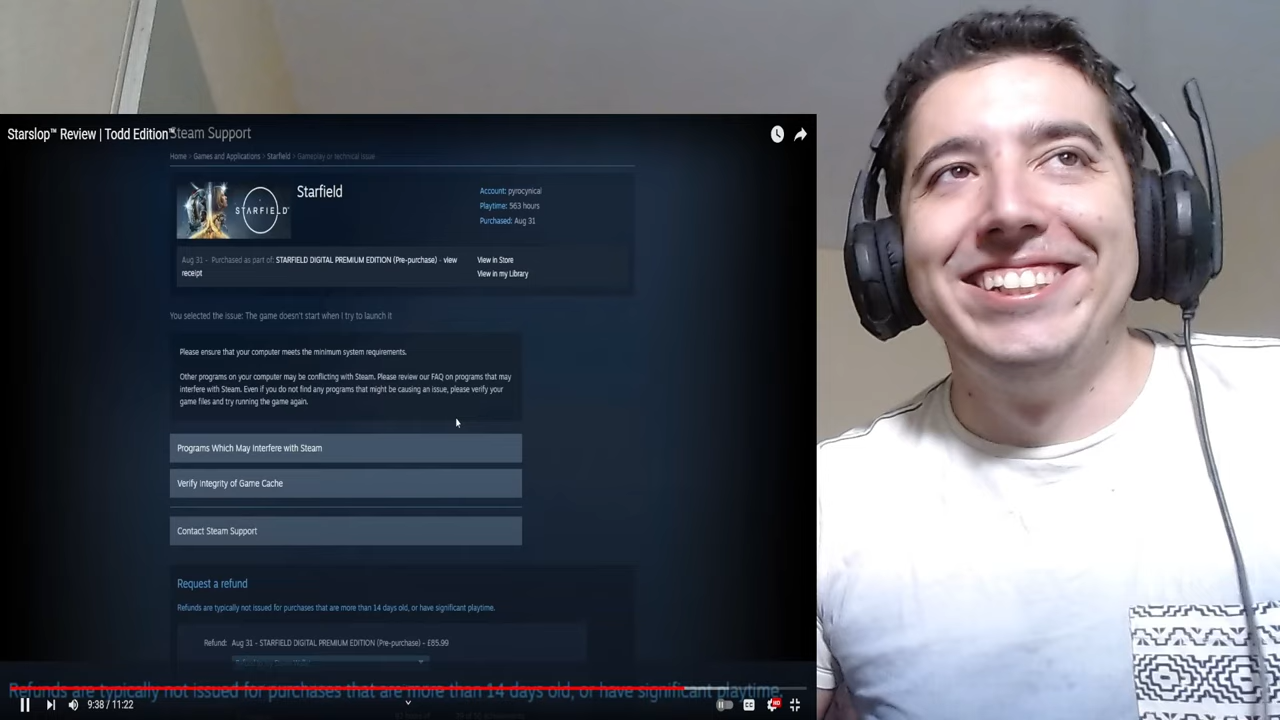 Starslop™ Review | Todd Edition™
Steam Support
Home > Games and Applications > Starfield > Gameplay or technical issue
STARFIELD
Starfield
Account: pyrocynical
Playtime: 563 hours
Purchased: Aug 31
Aug 31 - Purchased as part of: STARFIELD DIGITAL PREMIUM EDITION (Pre-purchase) - view
receipt
View in Store
View in my Library
You selected the issue: The game doesn't start when I try to launch it
Please ensure that your computer meets the minimum system requirements.
Other programs on your computer may be conflicting with Steam. Please review our FAQ on programs that may
interfere with Steam. Even if you do not find any programs that might be causing an issue, please verify your
game files and try running the game again.
Programs Which May Interfere with Steam
Verify Integrity of Game Cache
Contact Steam Support
Request a refund
Refunds are typically not issued for purchases that are more than 14 days old, or have significant playtime.
Refund: Aug 31 - STARFIELD DIGITAL PREMIUM EDITION (Pre-purchase) - £85.99
Refunds are typically not issued for purchases that are more than 14 days old, or have significant playtime.
9:38 / 11:22
CC
HD